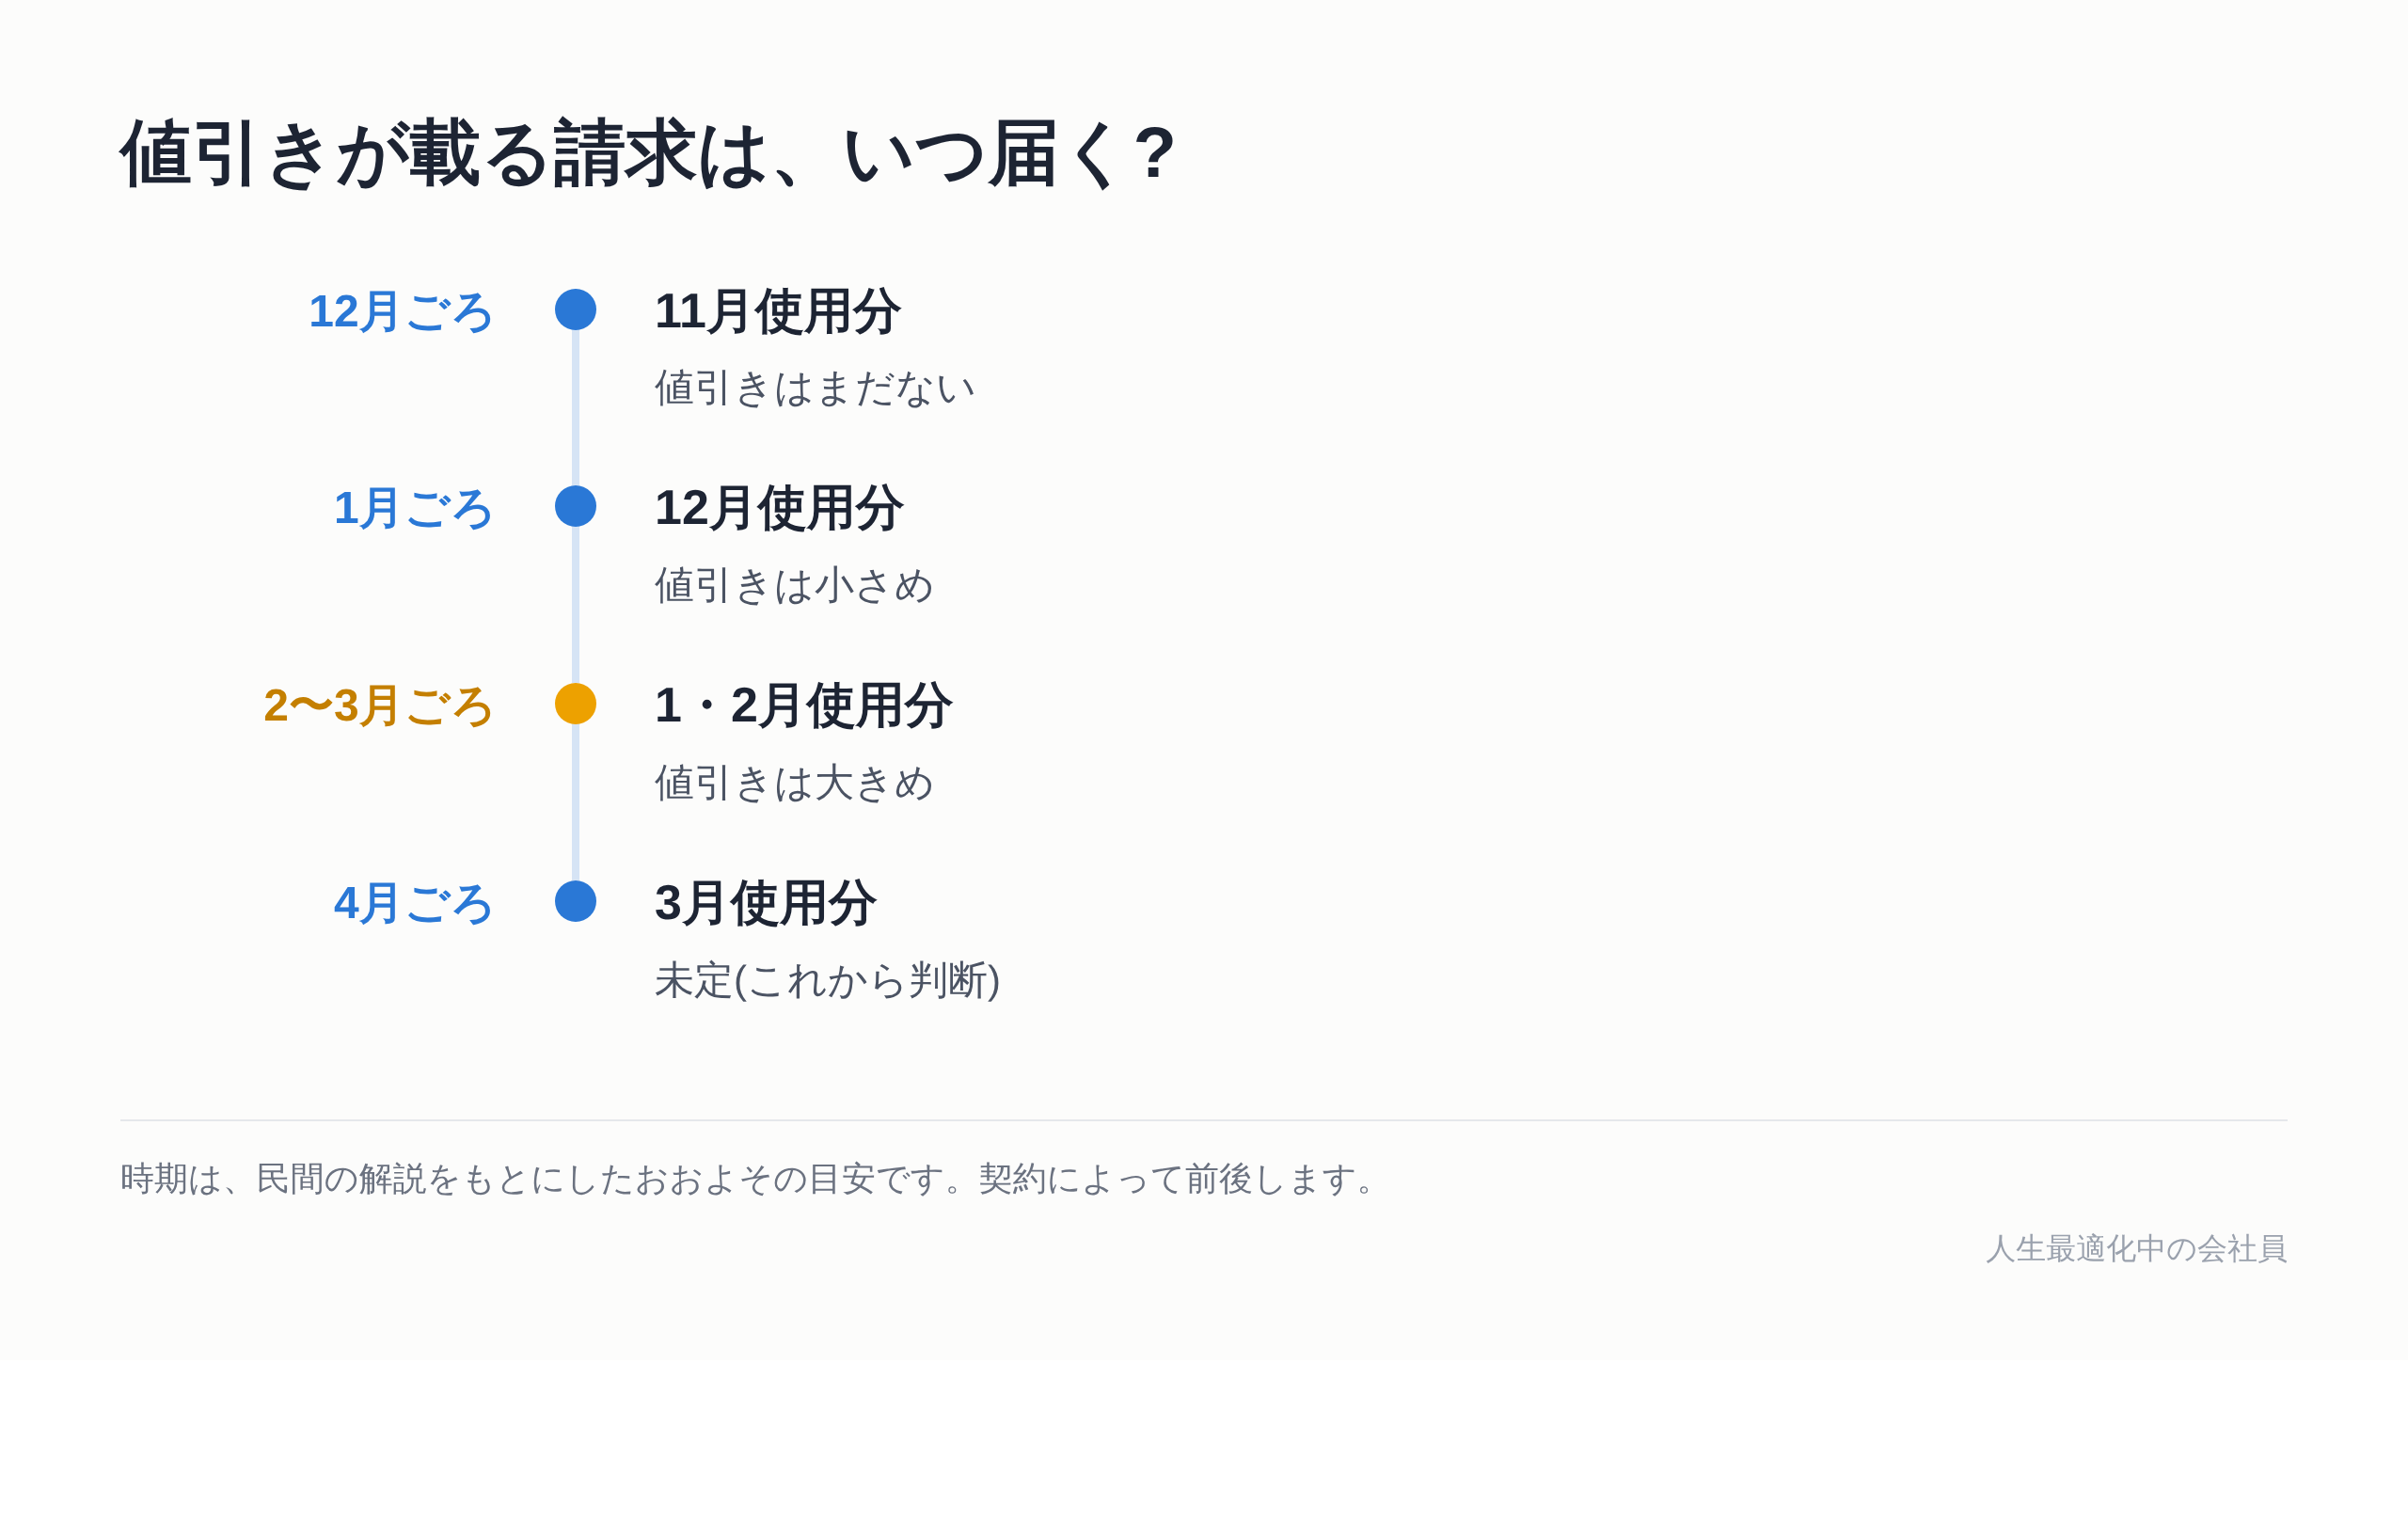 値引きが載る請求は、いつ届く?
12月ごろ
11月使用分
値引きはまだない
1月ごろ
12月使用分
値引きは小さめ
2〜3月ごろ
1・2月使用分
値引きは大きめ
4月ごろ
3月使用分
未定(これから判断)
時期は、民間の解説をもとにしたおおよその目安です。契約によって前後します。
人生最適化中の会社員